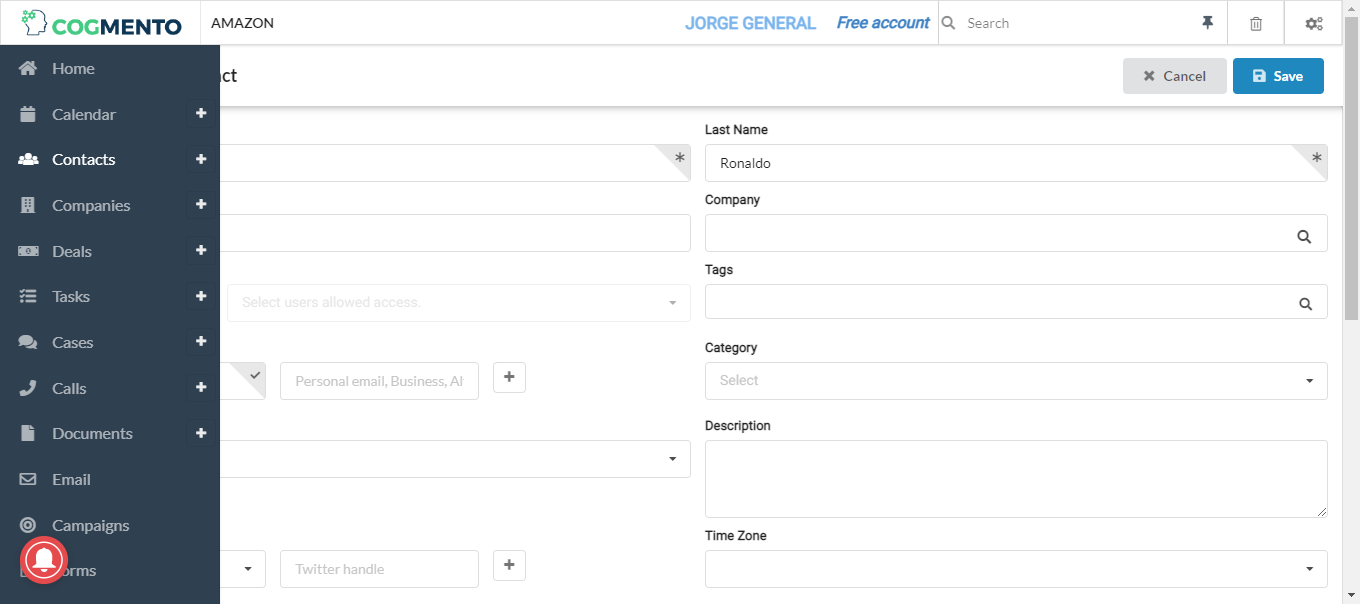 COGMENTO
AMAZON
JORGE GENERAL
Free account
Search
Home
Calendar
Contacts
Companies
Deals
Tasks
Cases
Calls
Documents
Email
Campaigns
orms
ct
Cancel
Save
Last Name
Ronaldo
Company
Select users allowed access.
Tags
Personal email, Business, Al
Category
Select
Description
Twitter handle
Time Zone